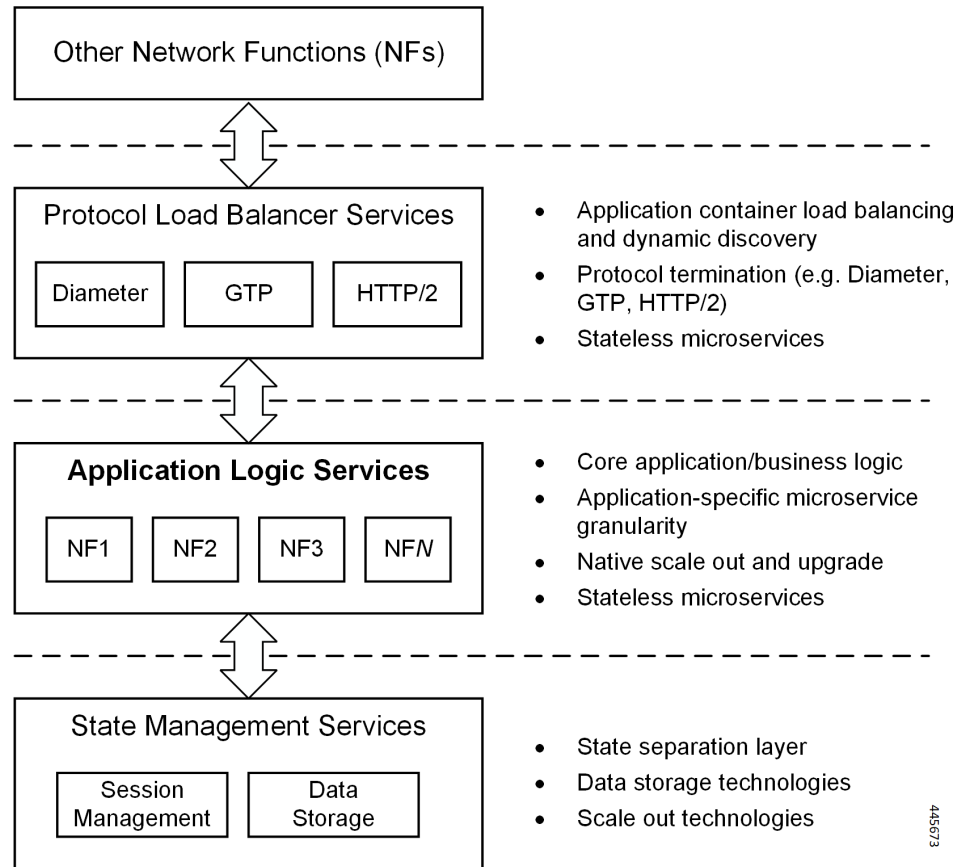 Other Network Functions (NFs)
Protocol Load Balancer Services
Diameter
GTP
HTTP/2
• Application container load balancing
and dynamic discovery
• Protocol termination (e.g. Diameter,
GTP, HTTP/2)
• Stateless microservices
Application Logic Services
NF1
NF2
NF3
NFN
• Core application/business logic
• Application-specific microservice
granularity
• Native scale out and upgrade
• Stateless microservices
State Management Services
Session
Management
Data
Storage
• State separation layer
• Data storage technologies
• Scale out technologies
445673